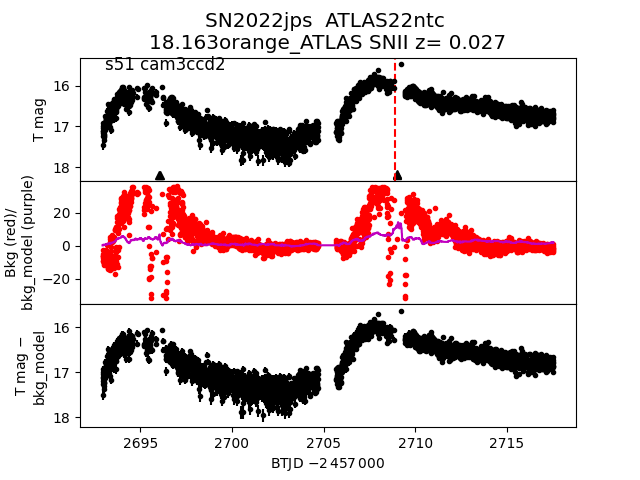 SN2022jps  ATLAS22ntc
18.163orange_ATLAS SNII z= 0.027
s51 cam3ccd2
T mag
16
17
18
Bkg (red)/
bkg_model (purple)
20
0
−20
T mag −
bkg_model
16
17
18
2695
2700
2705
2710
2715
BTJD −2 457 000